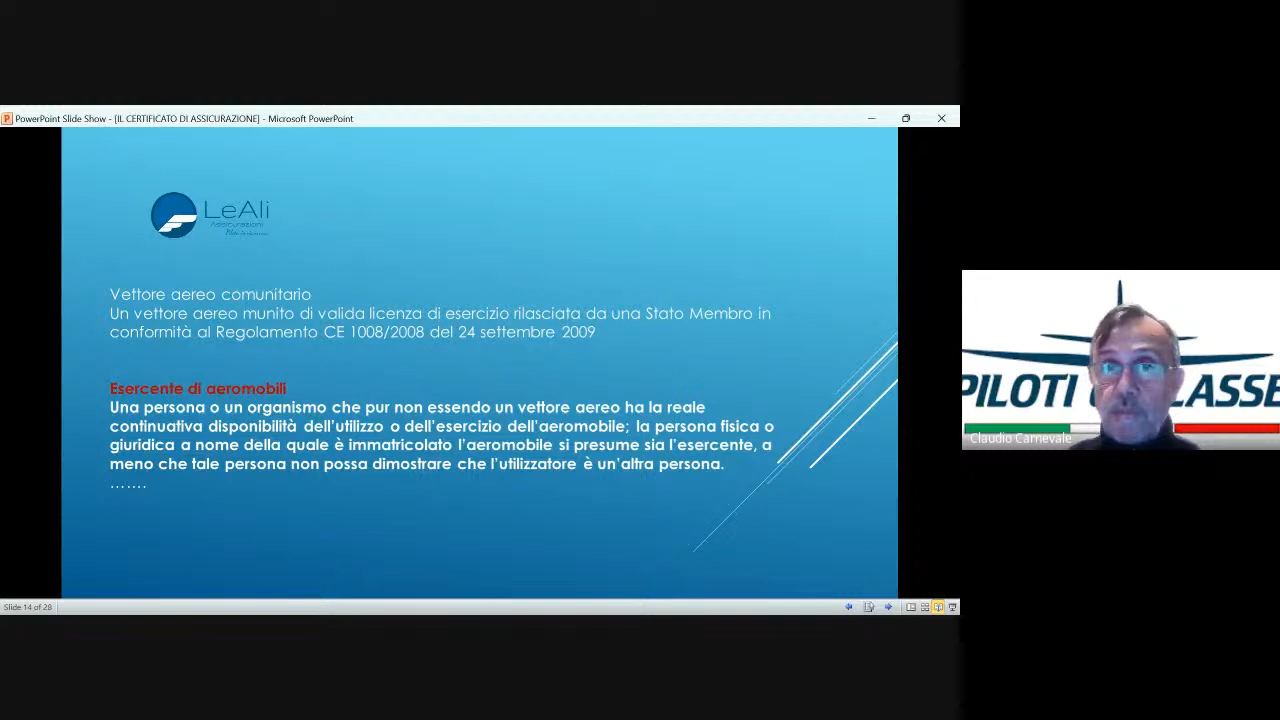 PowerPoint Slide Show - [IL CERTIFICATO DI ASSICURAZIONE] - Microsoft PowerPoint
LeAli
Assicurazioni
Vettore aereo comunitario
Un vettore aereo munito di valida licenza di esercizio rilasciata da una Stato Membro in
conformità al Regolamento CE 1008/2008 del 24 settembre 2009
Esercente di aeromobili
Una persona o un organismo che pur non essendo un vettore aereo ha la reale
continuativa disponibilità dell'utilizzo o dell'esercizio dell'aeromobile; la persona fisica o
giuridica a nome della quale è immatricolato l'aeromobile si presume sia l'esercente, a
meno che tale persona non possa dimostrare che l'utilizzatore è un'altra persona.
.......
Slide 14 of 28
PILOTI
LASSE
Claudio Carnevale